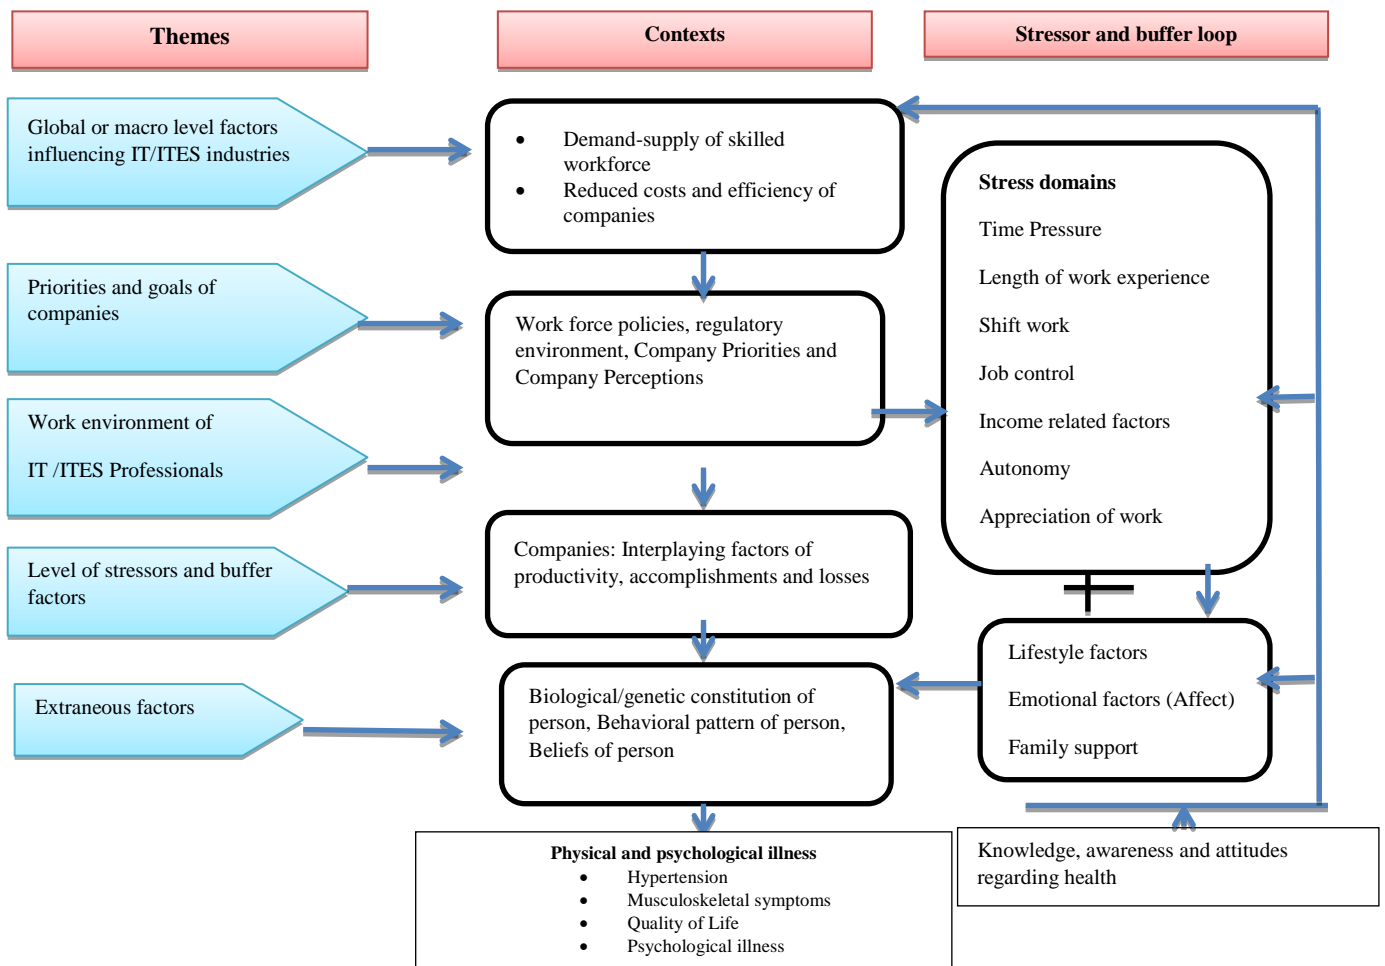 Themes
Contexts
Stressor and buffer loop
Global or macro level factors
influencing IT/ITES industries
• Demand-supply of skilled
workforce
• Reduced costs and efficiency of
companies
Stress domains
Time Pressure
Length of work experience
Shift work
Job control
Income related factors
Autonomy
Appreciation of work
Priorities and goals of
companies
Work force policies, regulatory
environment, Company Priorities and
Company Perceptions
Work environment of
IT /ITES Professionals
Level of stressors and buffer
factors
Companies: Interplaying factors of
productivity, accomplishments and losses
Lifestyle factors
Emotional factors (Affect)
Family support
Extraneous factors
Biological/genetic constitution of
person, Behavioral pattern of person,
Beliefs of person
Physical and psychological illness
• Hypertension
• Musculoskeletal symptoms
• Quality of Life
• Psychological illness
Knowledge, awareness and attitudes
regarding health